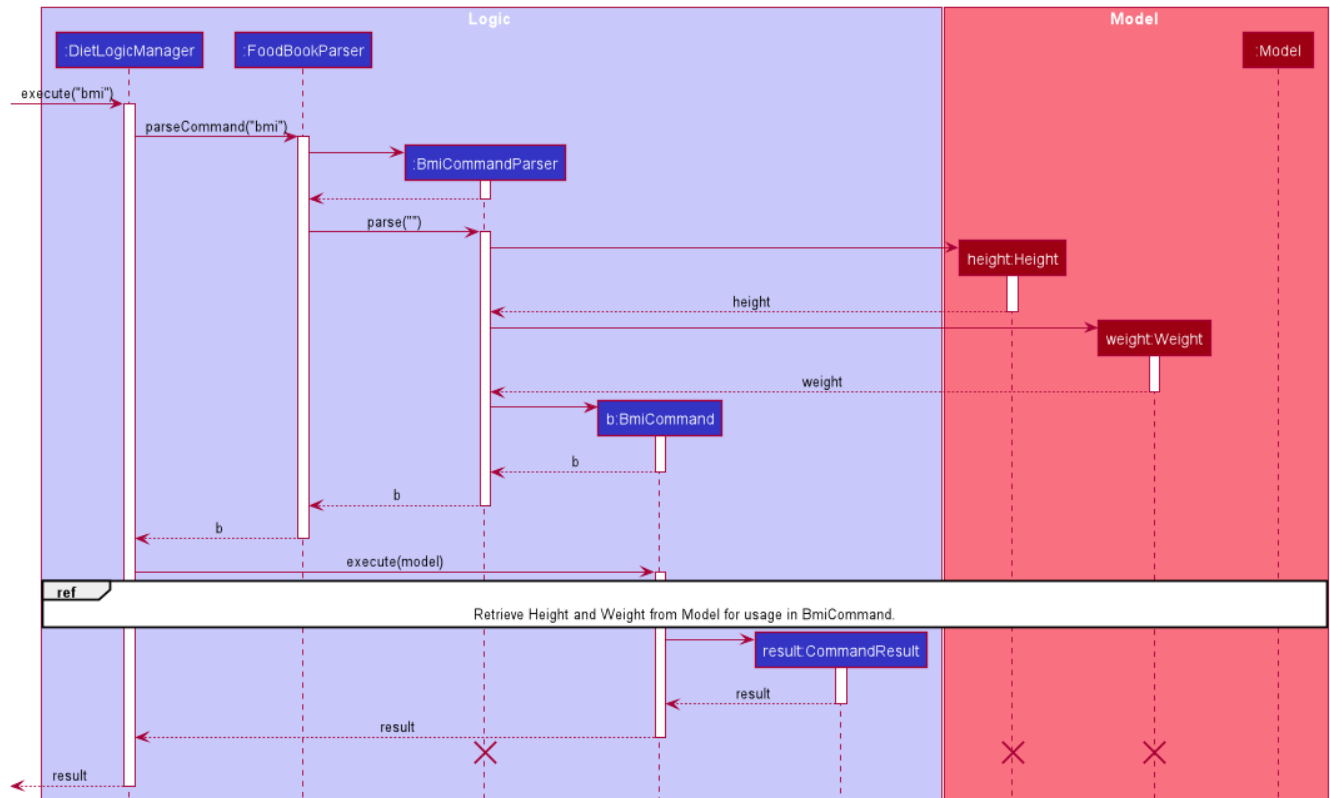 Logic
Model
:DietLogicManager
:FoodBookParser
:Model
execute("bmi")
parseCommand("bmi")
:BmiCommandParser
parse("")
height:Height
height
weight:Weight
weight
b:BmiCommand
b
b
b
execute(model)
ref
Retrieve Height and Weight from Model for usage in BmiCommand.
result:CommandResult
result
result
result